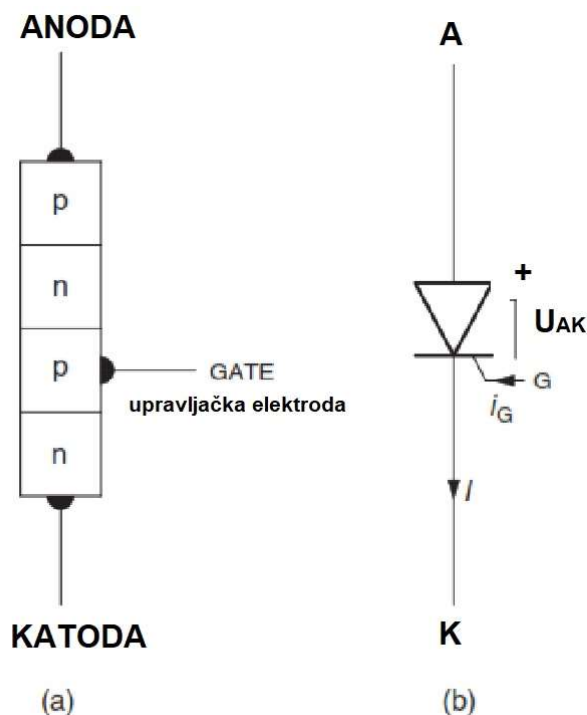 ANODA
p
n
p
n
GATE
upravljačka elektroda
KATODA
(a)
A
+
UAK
G
iG
I
K
(b)